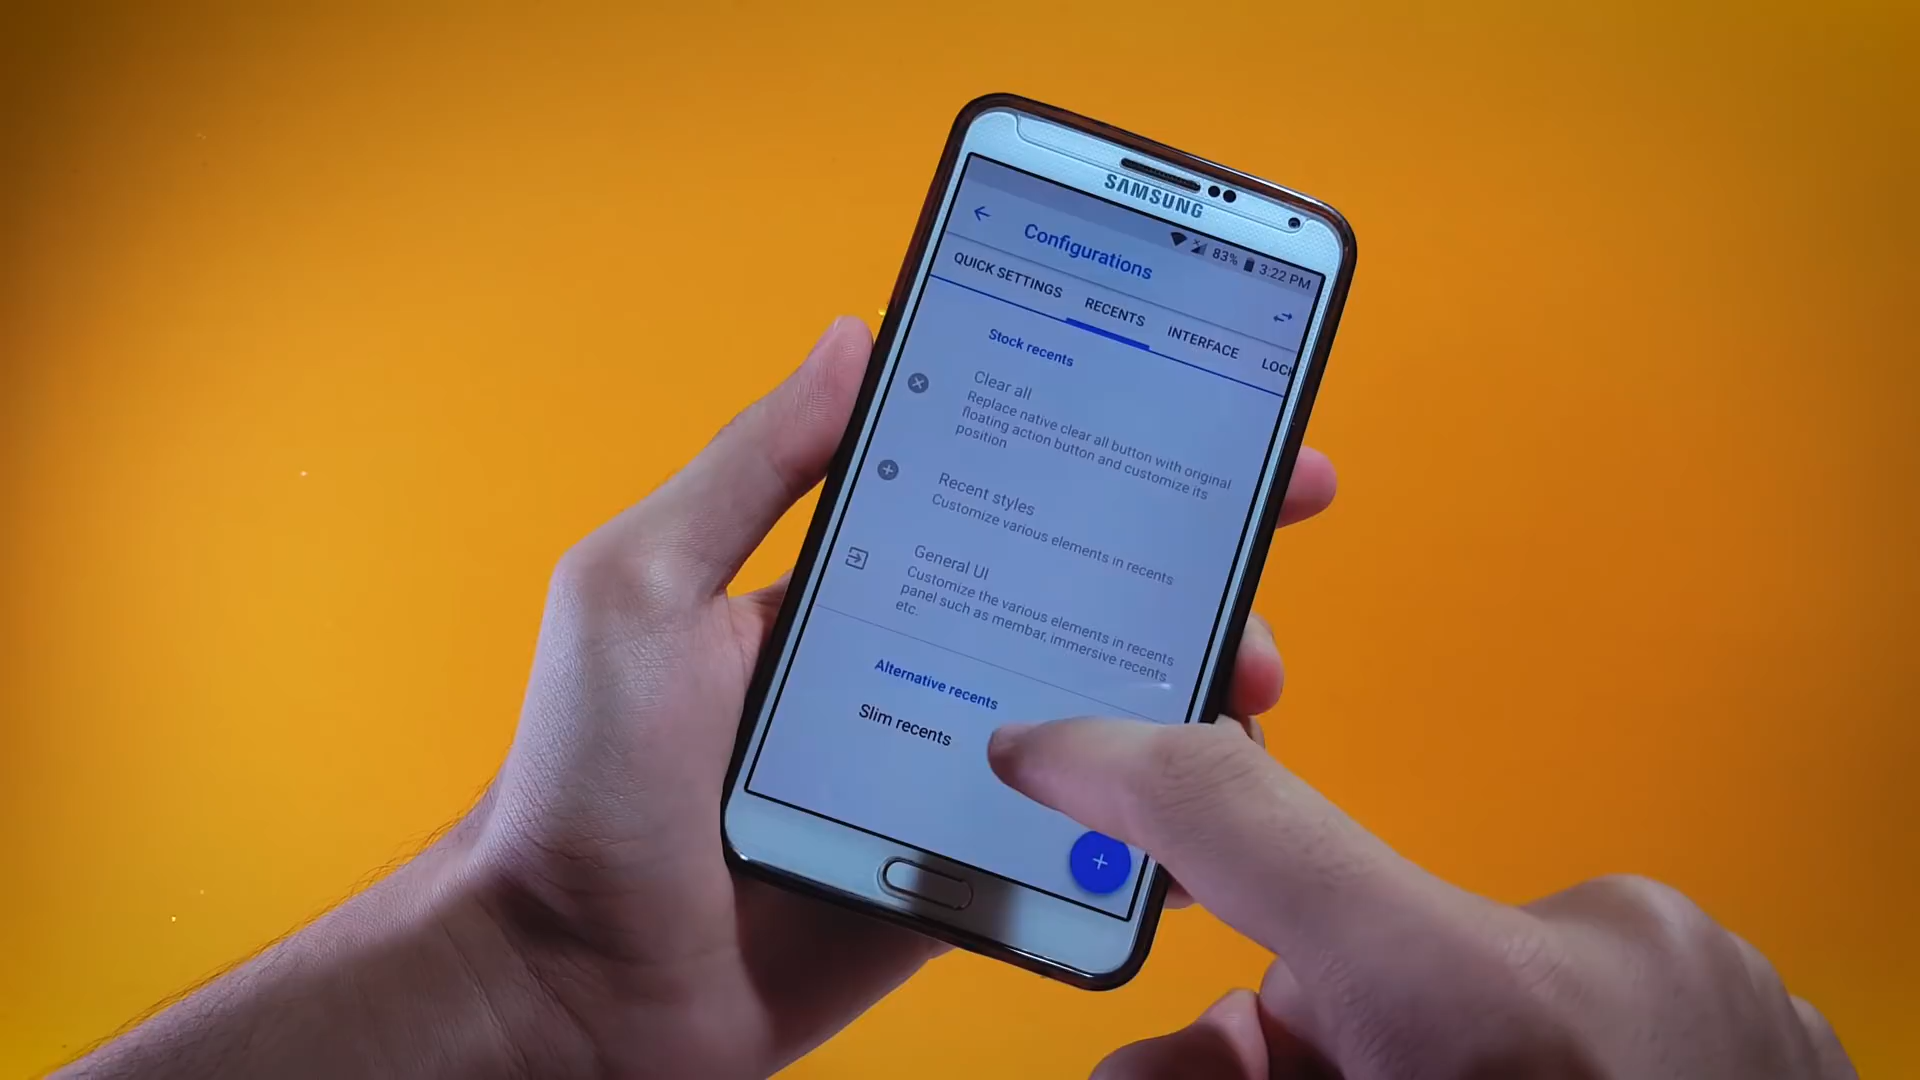 SAMSUNG
83% 3:22 PM
Configurations
QUICK SETTINGS RECENTS INTERFACE LOCK
Stock recents
Clear all
Replace native clear all button with original
floating action button and customize its
position
Recent styles
Customize various elements in recents
General UI
Customize the various elements in recents
panel such as membar, immersive recents
etc.
Alternative recents
Slim recents